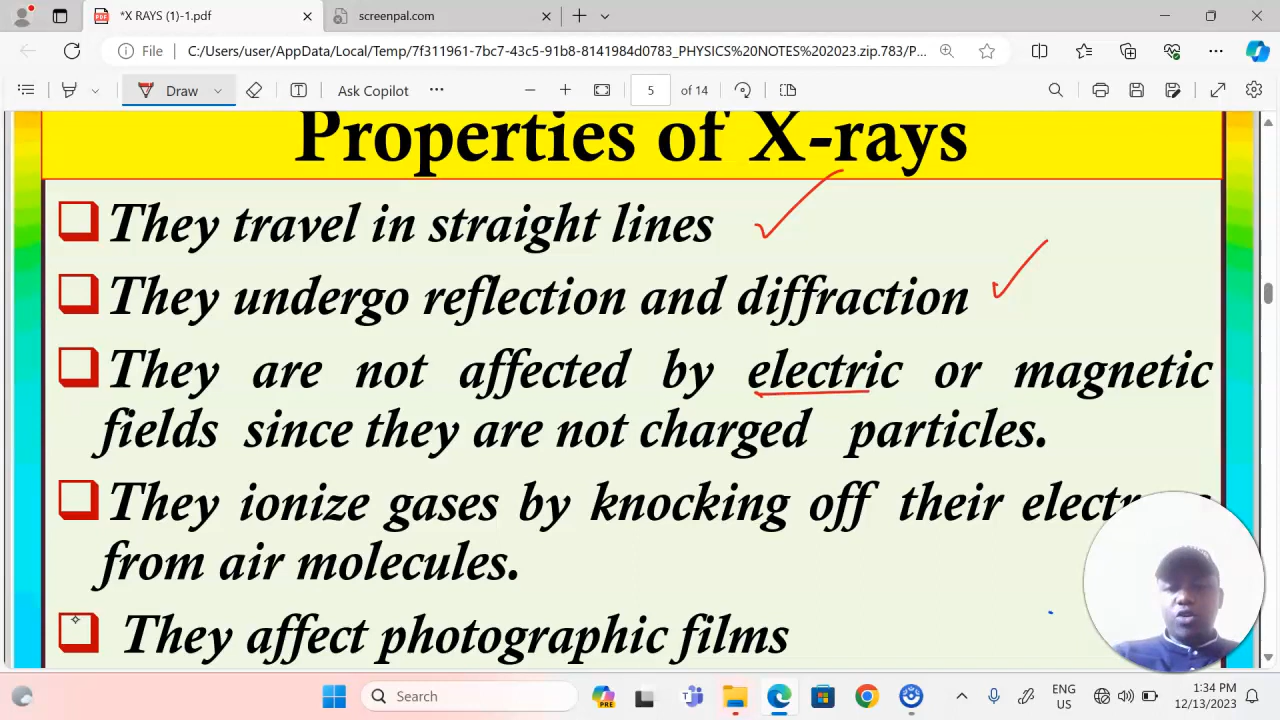 *X RAYS (1)-1.pdf
screenpal.com
File
C:/Users/user/AppData/Local/Temp/7f311961-7bc7-43c5-91b8-8141984d0783_PHYSICS%20NOTES%202023.zip.783/P...
Draw
Ask Copilot
5 of 14
Properties of X-rays
They travel in straight lines
They undergo reflection and diffraction
They are not affected by electric or magnetic
fields since they are not charged particles.
They ionize gases by knocking off their
from air molecules.
They affect photographic films
Search
PRE
ENG
US
1:34 PM
12/13/2023